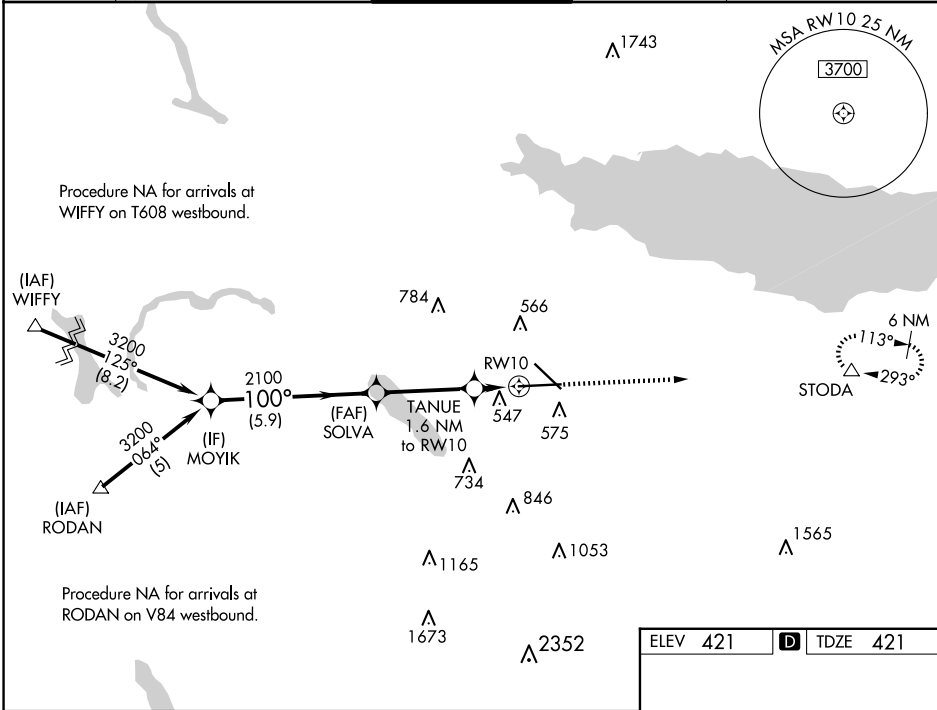 1743
MSA RW10 25 NM
3700
Procedure NA for arrivals at
WIFFY on T608 westbound.
(IAF)
WIFFY
3200
125°
(8.2)
784
566
6 NM
113°
293°
STODA
RW10
2100
100°
(5.9)
(FAF)
SOLVA
TANUE
1.6 NM
to RW10
547
575
(IF)
MOYIK
3200
064°
(5)
(IAF)
RODAN
734
846
1165
1053
1565
Procedure NA for arrivals at
RODAN on V84 westbound.
1673
2352
ELEV 421 D TDZE 421